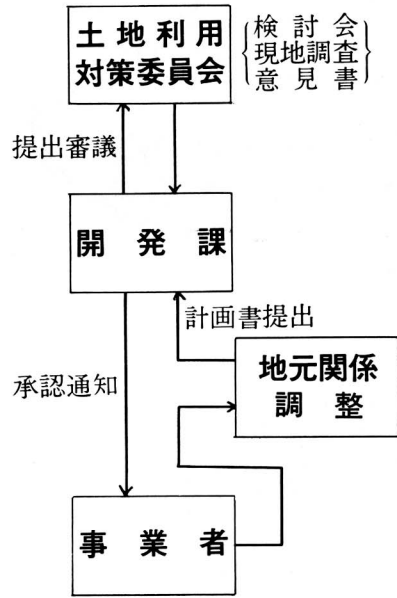 土地利用
対策委員会
検討会
現地調査
意見書
提出審議
開発課
計画書提出
地元関係
調整
承認通知
事業者